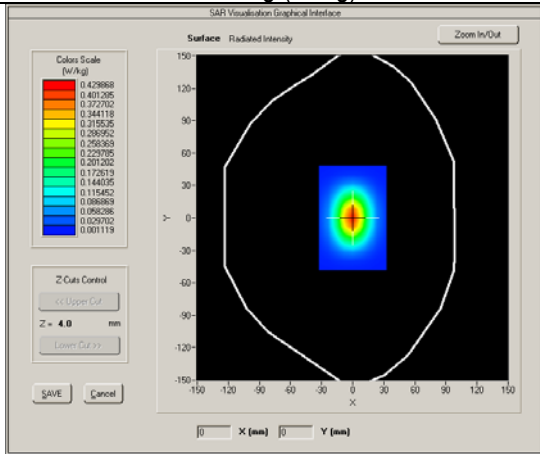 SAR Visualisation Graphical Interface
Surface Radiated Intensity
Zoom In/Out
Colors Scale
(W/kg)
0.429868
0.401285
0.372702
0.344118
0.315535
0.286952
0.258369
0.229785
0.201202
0.172619
0.144035
0.115452
0.086869
0.058286
0.029702
0.001119
Z-Cuts Control
<< Upper Cut
Z = 4.0 mm
Lower Cut >>
SAVE Cancel
150-
120-
90-
60-
30-
Y 0-
-30-
-60-
-90-
-120-
-150-
-150 -120 -90 -60 -30 0 30 60 90 120 150
X
0 X (mm) 0 Y (mm)